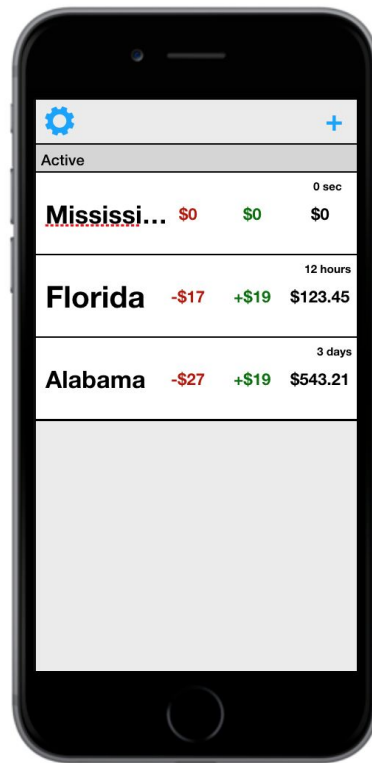 +
Active
0 sec
Mississi... $0 $0 $0
12 hours
Florida -$17 +$19 $123.45
3 days
Alabama -$27 +$19 $543.21